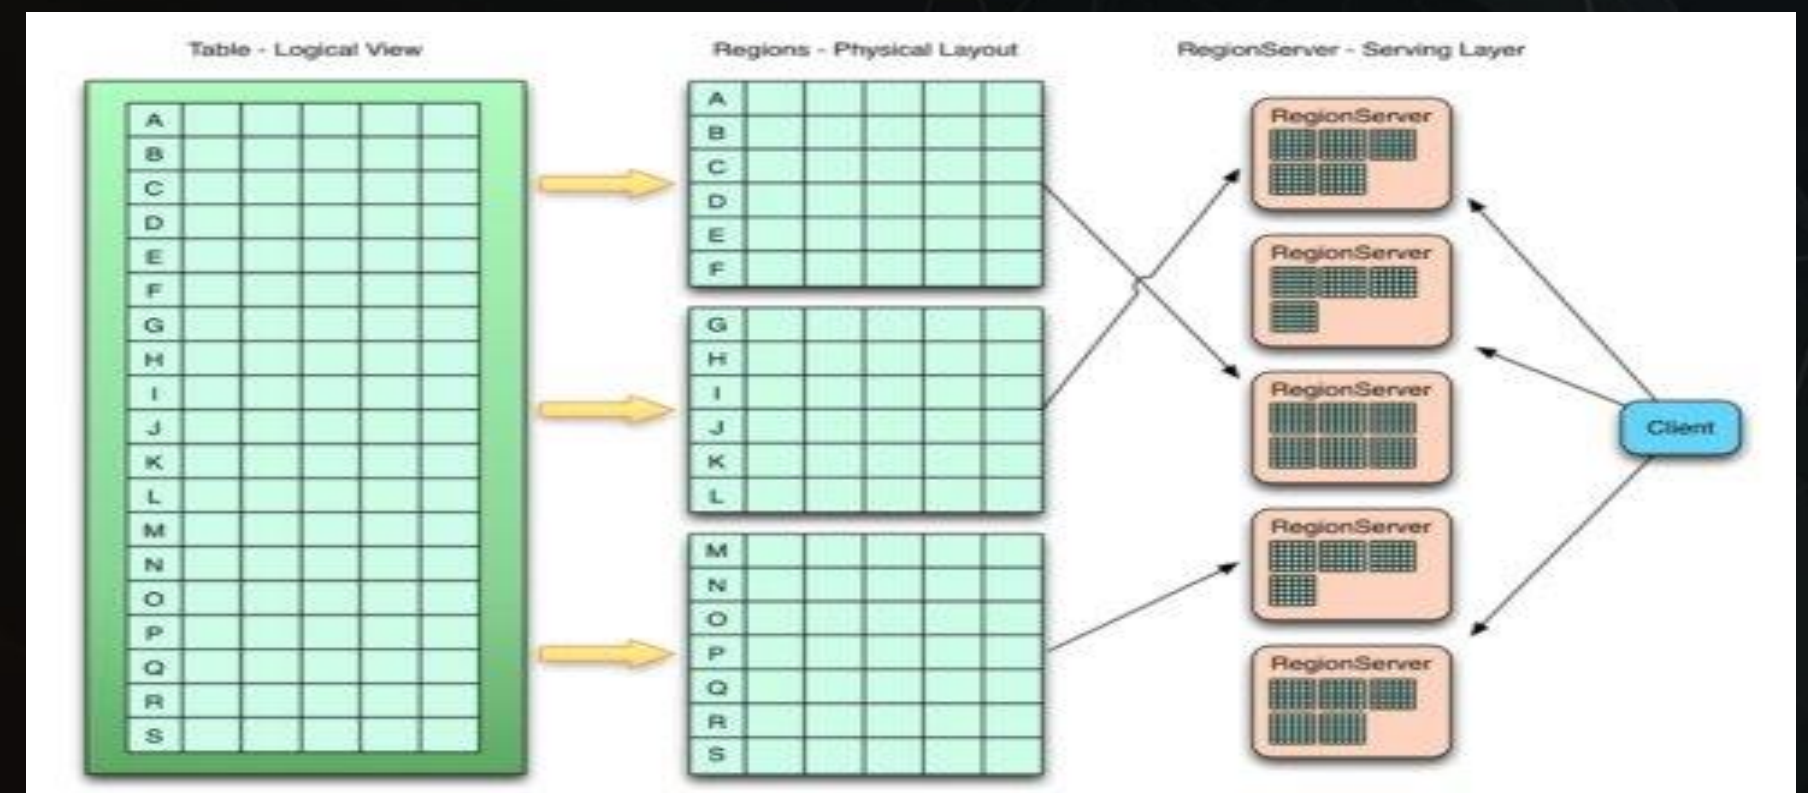 Table - Logical View
A
B
C
D
E
F
G
H
I
J
K
L
M
N
O
P
Q
R
S
Regions - Physical Layout
A
B
C
D
E
F
G
H
I
J
K
L
M
N
O
P
Q
R
S
RegionServer - Serving Layer
RegionServer
RegionServer
RegionServer
RegionServer
RegionServer
Client